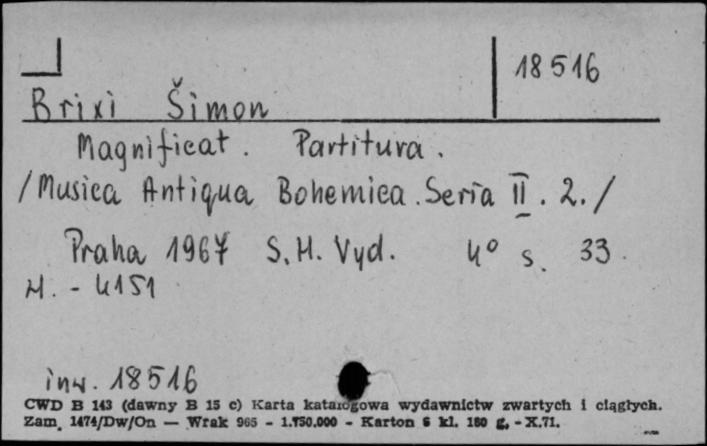 18516
Brixi Šimon
Magnificat. Partitura.
/Musica Antiqua Bohemica. Seria II. 2./
Praha 1967 S.H. Vyd. 4° s. 33.
H. - 4151
inw. 18516
CWD B 143 (dawny B 15 c) Karta katalogowa wydawnictw zwartych i ciągłych.
Zam. 1474/Dw/On — Wrak 965 - 1.750.000 - Karton 6 kl. 180 g. - X.71.